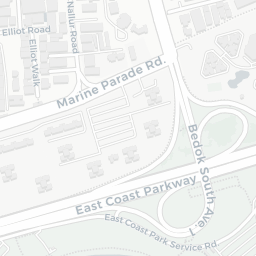 Elliot Road
Nallur Road
Elliot Walk
Marine Parade Rd.
Bedok South Ave 1
East Coast Parkway
East Coast Park Service Rd